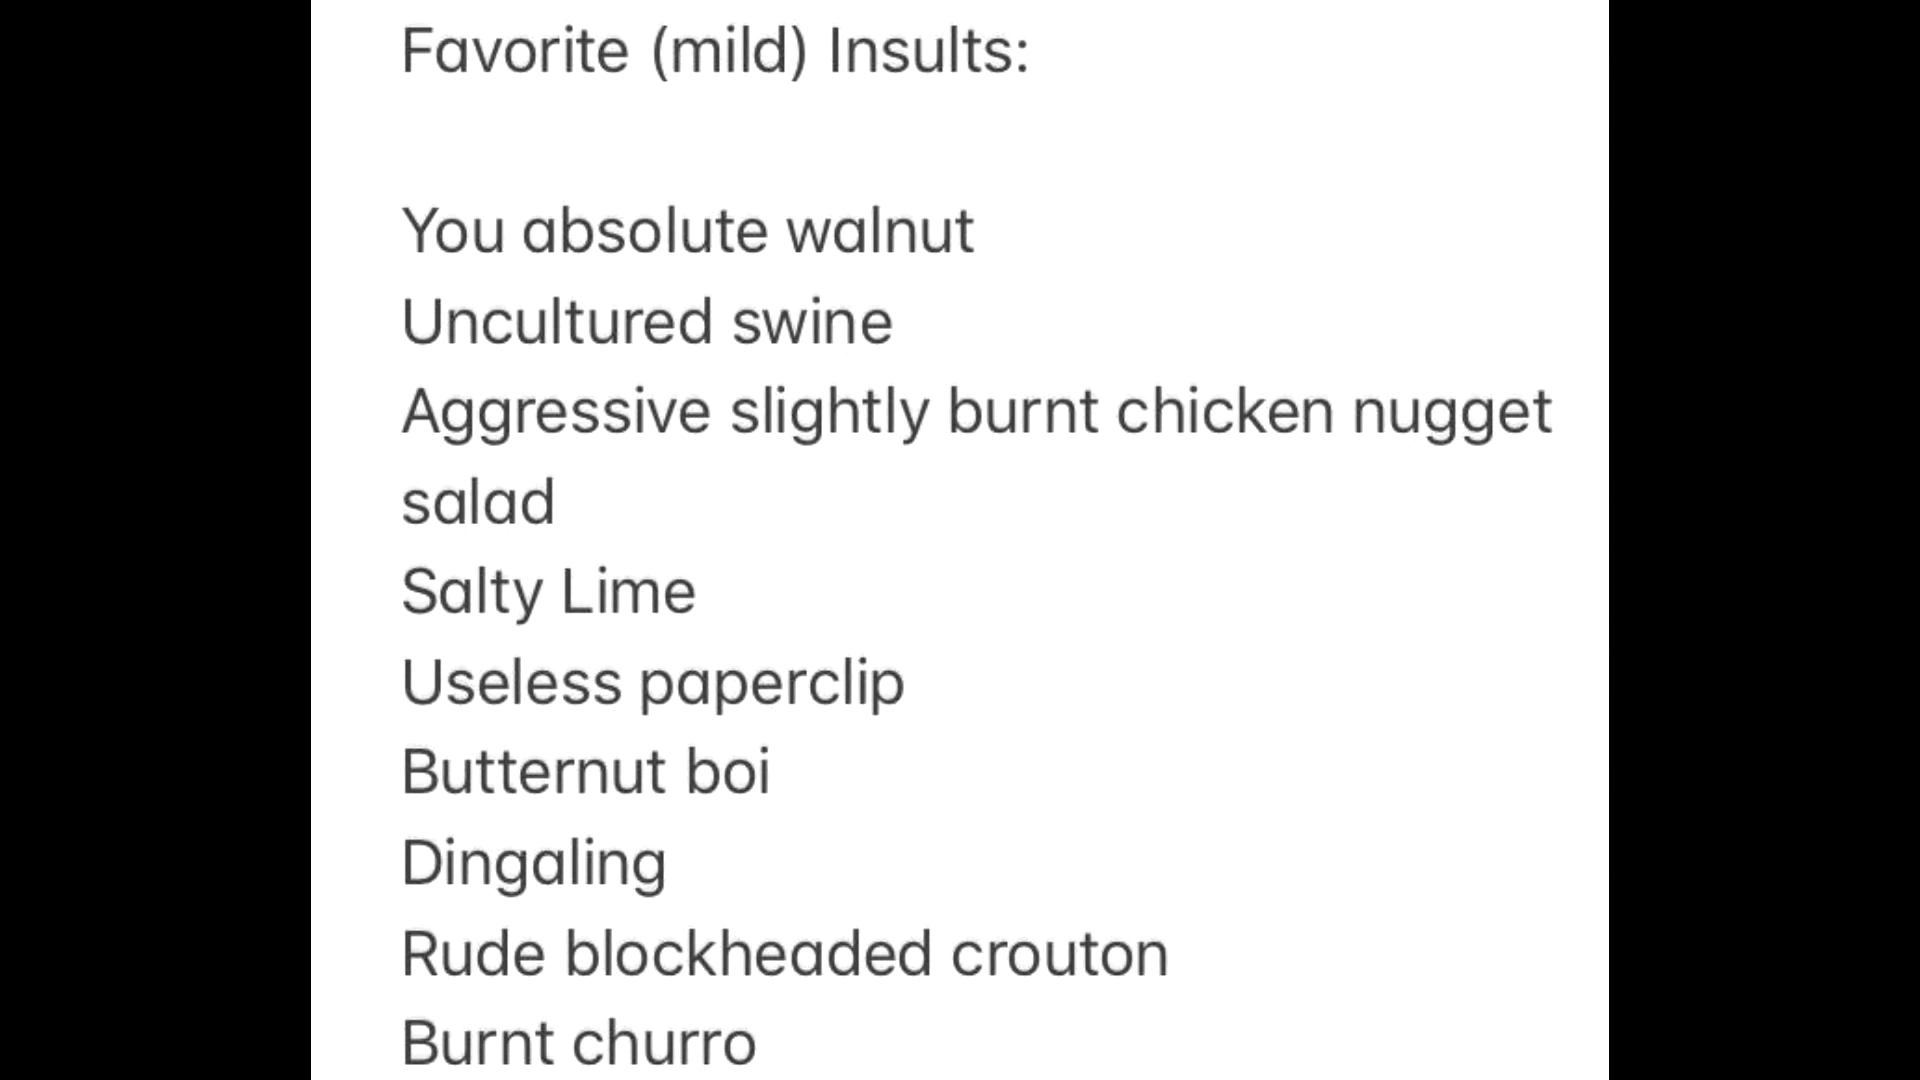 Favorite (mild) Insults:
You absolute walnut
Uncultured swine
Aggressive slightly burnt chicken nugget
salad
Salty Lime
Useless paperclip
Butternut boi
Dingaling
Rude blockheaded crouton
Burnt churro